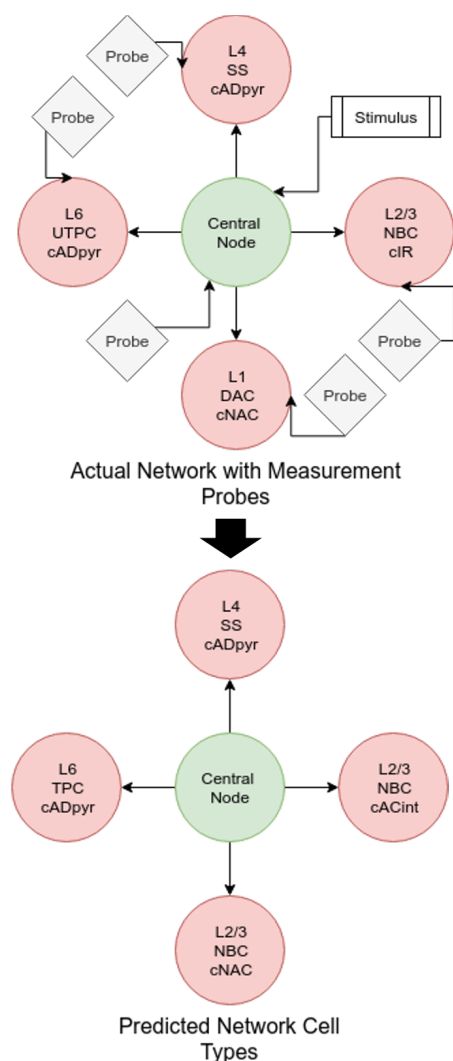 Probe
L4
SS
cADpyr
Probe
Stimulus
L6
UTPC
cADpyr
Central
Node
L2/3
NBC
cIR
Probe
Probe
Probe
L1
DAC
cNAC
Actual Network with Measurement
Probes
L4
SS
cADpyr
L6
TPC
cADpyr
Central
Node
L2/3
NBC
cACint
L2/3
NBC
cNAC
Predicted Network Cell
Types